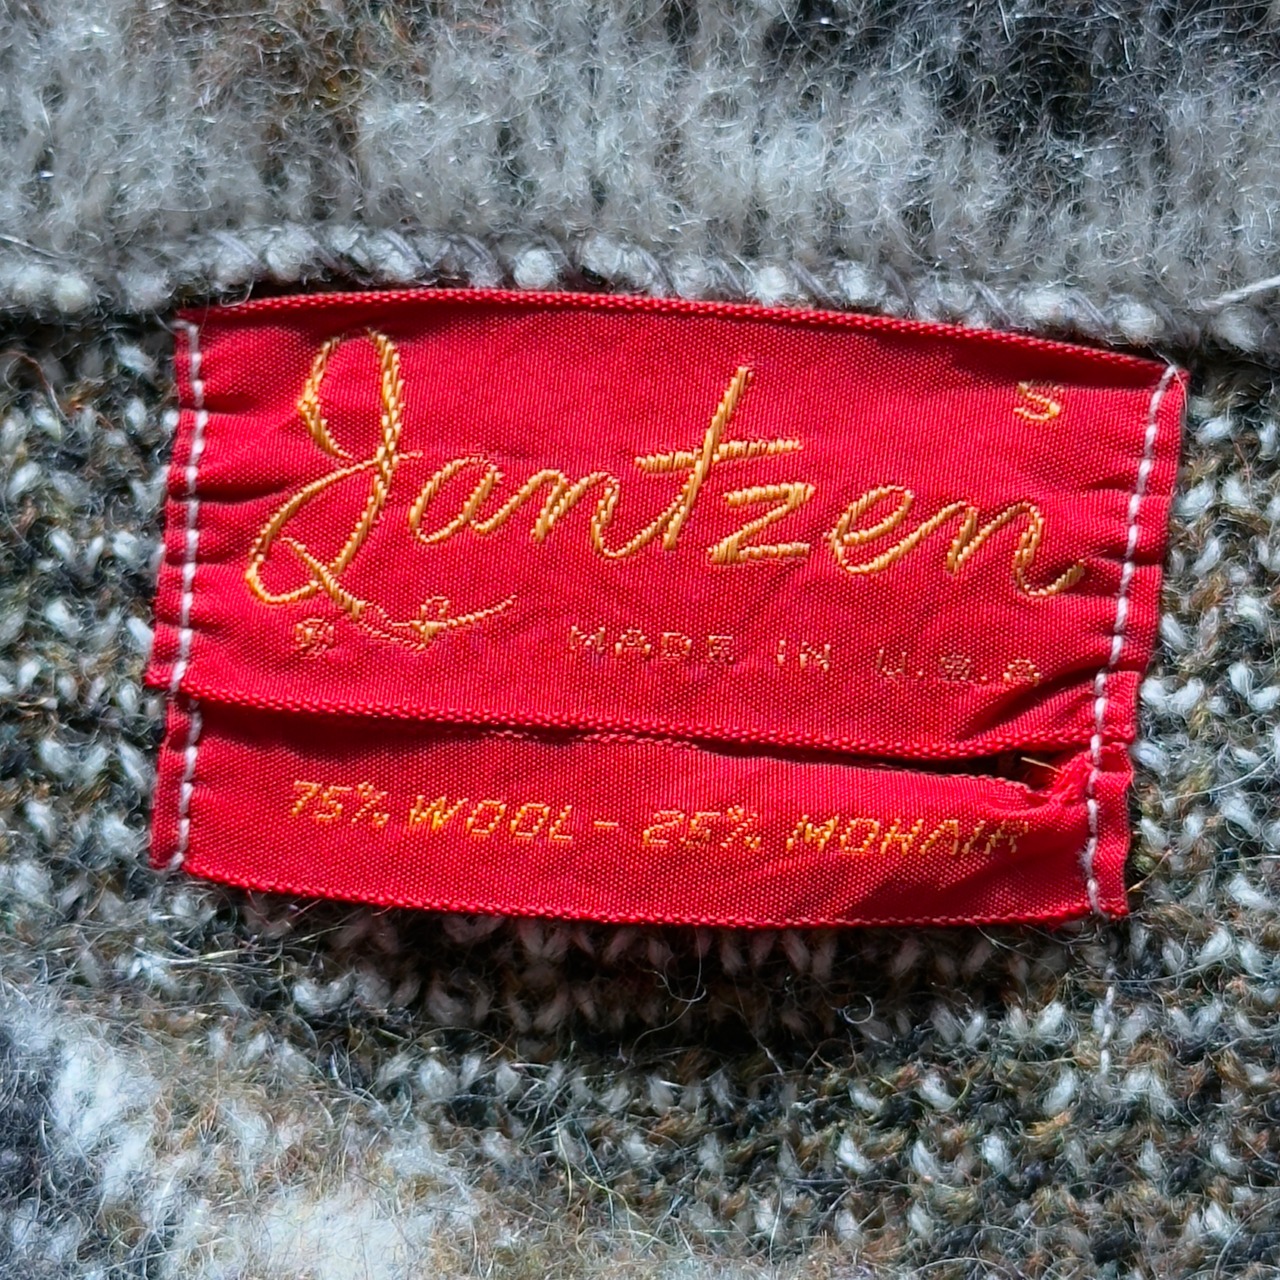 S
Jantzen
® MADE IN U.S.A
75% WOOL - 25% MOHAIR